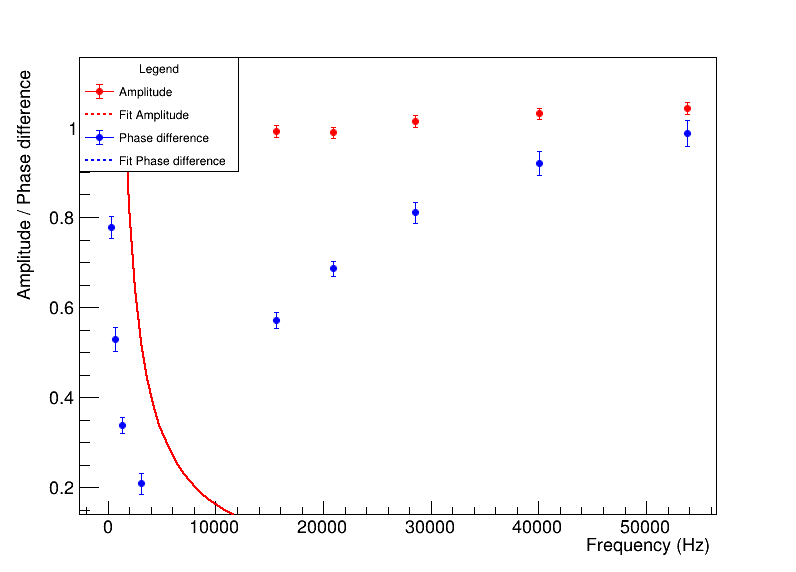 Legend
Amplitude
Fit Amplitude
Phase difference
Fit Phase difference
Amplitude / Phase difference
1
0.8
0.6
0.4
0.2
0 10000 20000 30000 40000 50000
Frequency (Hz)